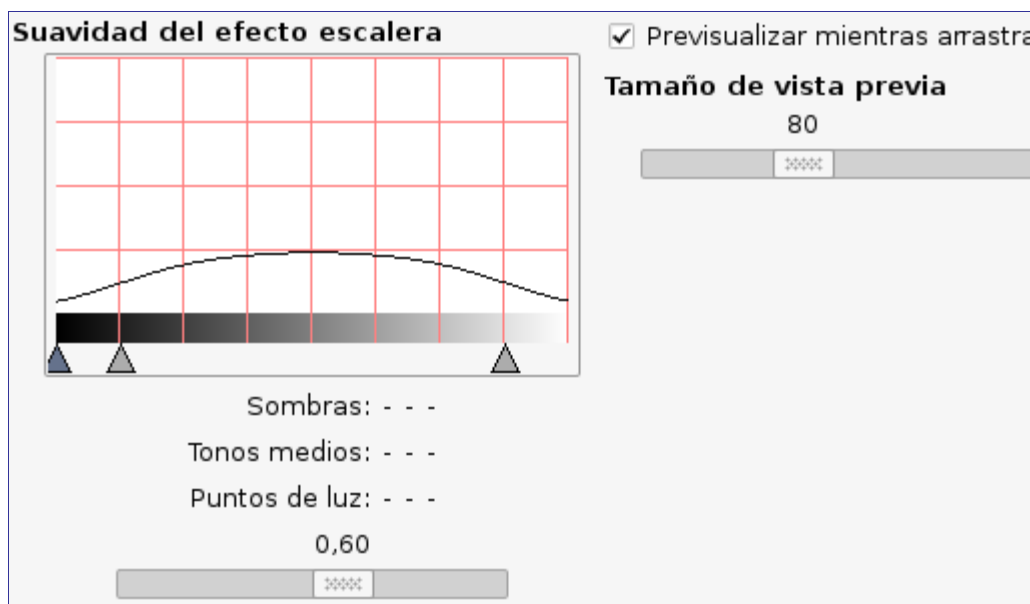 Suavidad del efecto escalera
Previsualizar mientras arrastra
Tamaño de vista previa
80
Sombras: - - -
Tonos medios: - - -
Puntos de luz: - - -
0,60